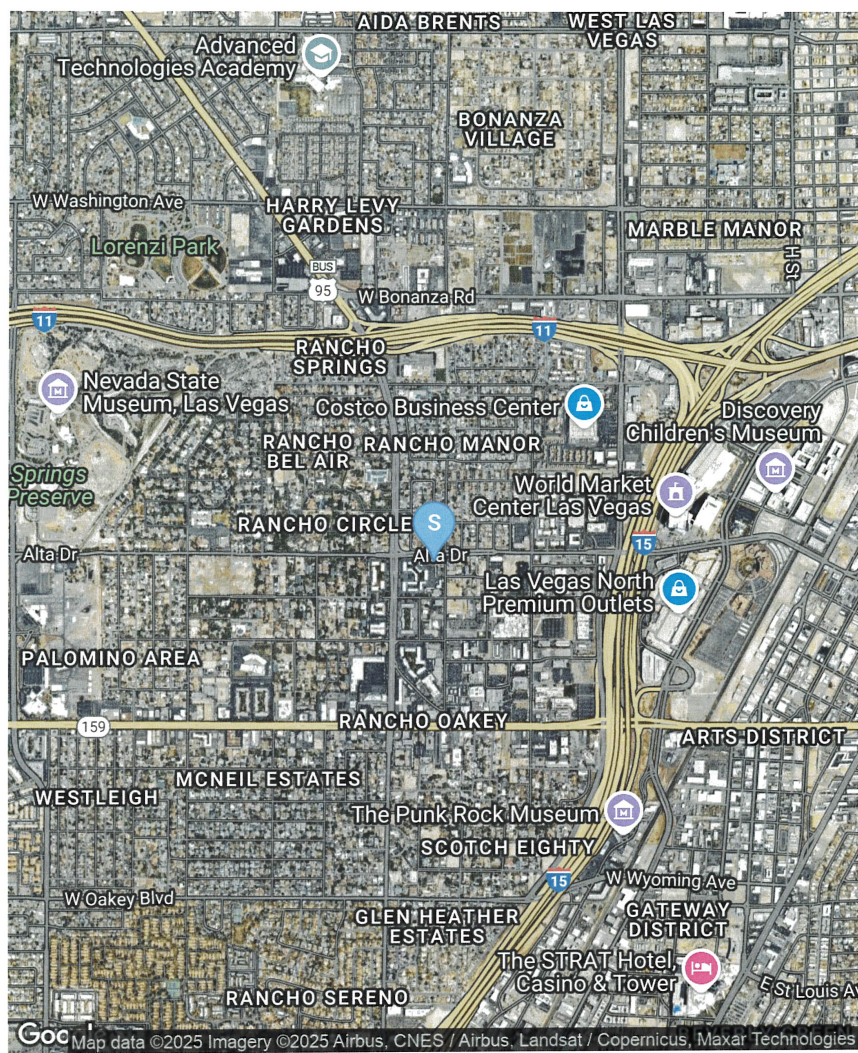 AIDA BRENTS
WEST LAS
VEGAS
Advanced
Technologies Academy
BONANZA
VILLAGE
W Washington Ave
HARRY LEVY
GARDENS
Lorenzi Park
MARBLE MANOR
H St
BUS
95
W Bonanza Rd
11
11
RANCHO
SPRINGS
Nevada State
Museum, Las Vegas
Costco Business Center
Discovery
Children's Museum
RANCHO
BEL AIR
RANCHO MANOR
Springs
Preserve
World Market
Center Las Vegas
RANCHO CIRCLE
S
15
Alta Dr
Alta Dr
Las Vegas North
Premium Outlets
PALOMINO AREA
159
RANCHO OAKEY
ARTS DISTRICT
MCNEIL ESTATES
WESTLEIGH
The Punk Rock Museum
SCOTCH EIGHTY
15
W Wyoming Ave
W Oakey Blvd
GLEN HEATHER
ESTATES
GATEWAY
DISTRICT
The STRAT Hotel,
Casino & Tower
E St Louis Av
RANCHO SERENO
Goo
Map data ©2025 Imagery ©2025 Airbus, CNES / Airbus, Landsat / Copernicus, Maxar Technologies